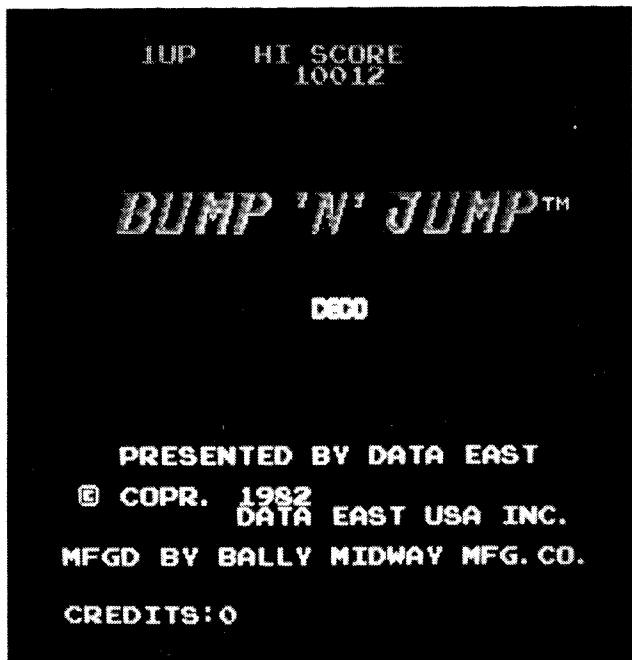 1UP HI SCORE
10012
BUMP 'N' JUMP™
DECO
PRESENTED BY DATA EAST
© COPR. 1982
DATA EAST USA INC.
MFGD BY BALLY MIDWAY MFG.CO.
CREDITS:0